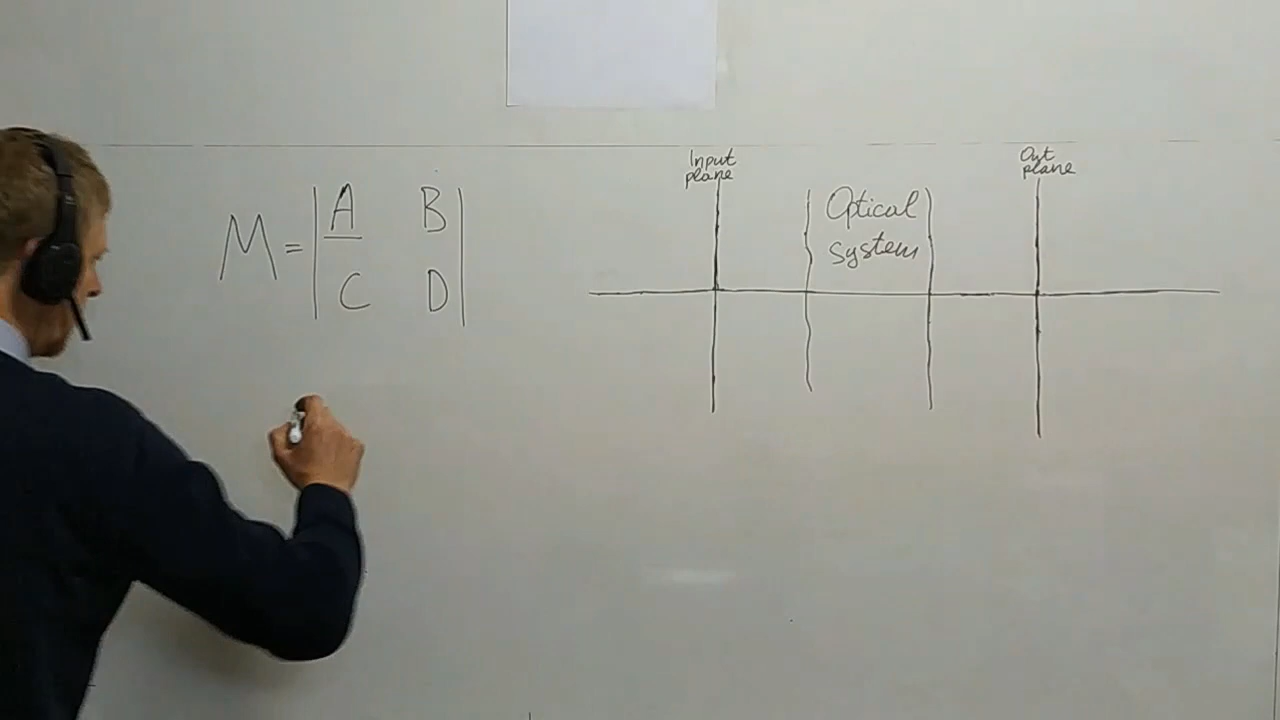 M = | A B |
C D
Input
plane
Optical
system
Out
plane